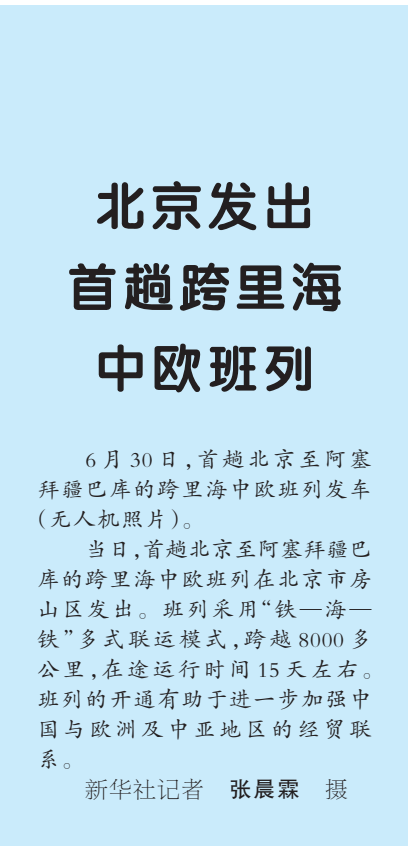 北京发出
首趟跨里海
中欧班列
6月30日，首趟北京至阿塞
拜疆巴库的跨里海中欧班列发车
（无人机照片）。
当日，首趟北京至阿塞拜疆巴
库的跨里海中欧班列在北京市房
山区发出。班列采用“铁—海—
铁”多式联运模式，跨越8000多
公里，在途运行时间15天左右。
班列的开通有助于进一步加强中
国与欧洲及中亚地区的经贸联
系。
新华社记者 张晨霖 摄